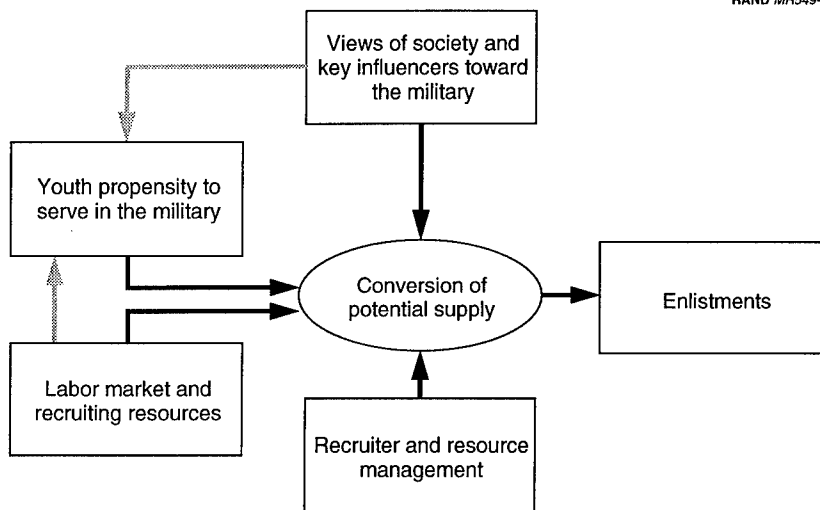 RAND
Views of society and
key influencers toward
the military
Youth propensity to
serve in the military
Conversion of
potential supply
Enlistments
Labor market and
recruiting resources
Recruiter and resource
management